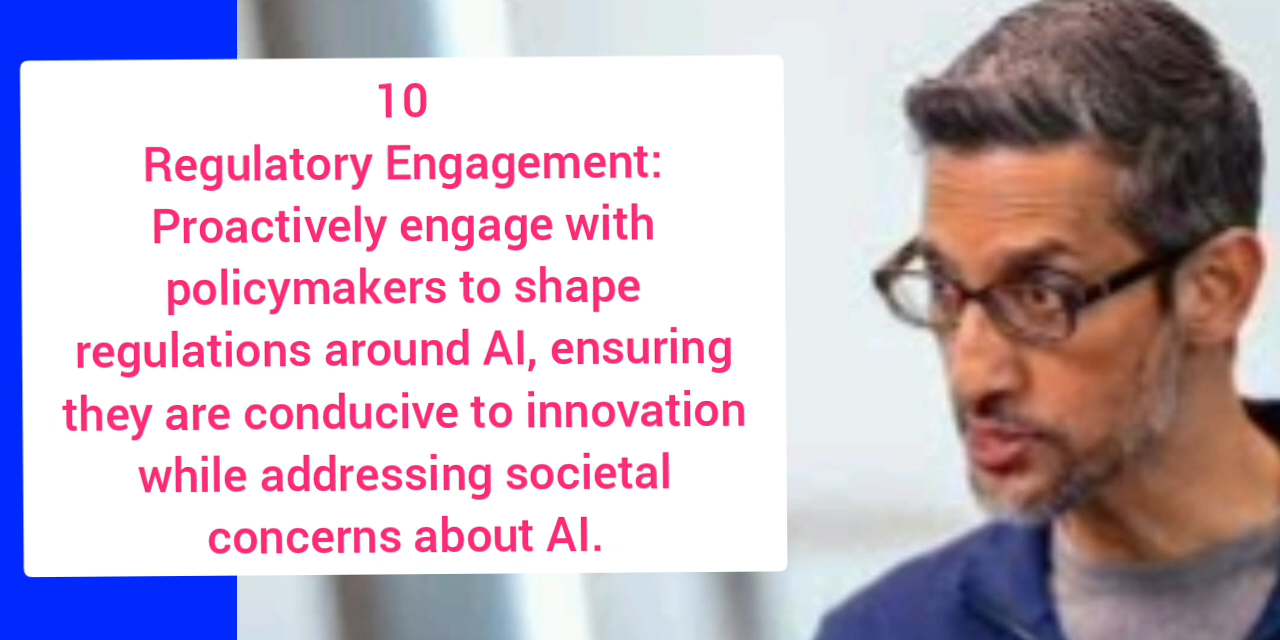 10
Regulatory Engagement:
Proactively engage with
policymakers to shape
regulations around AI, ensuring
they are conducive to innovation
while addressing societal
concerns about AI.